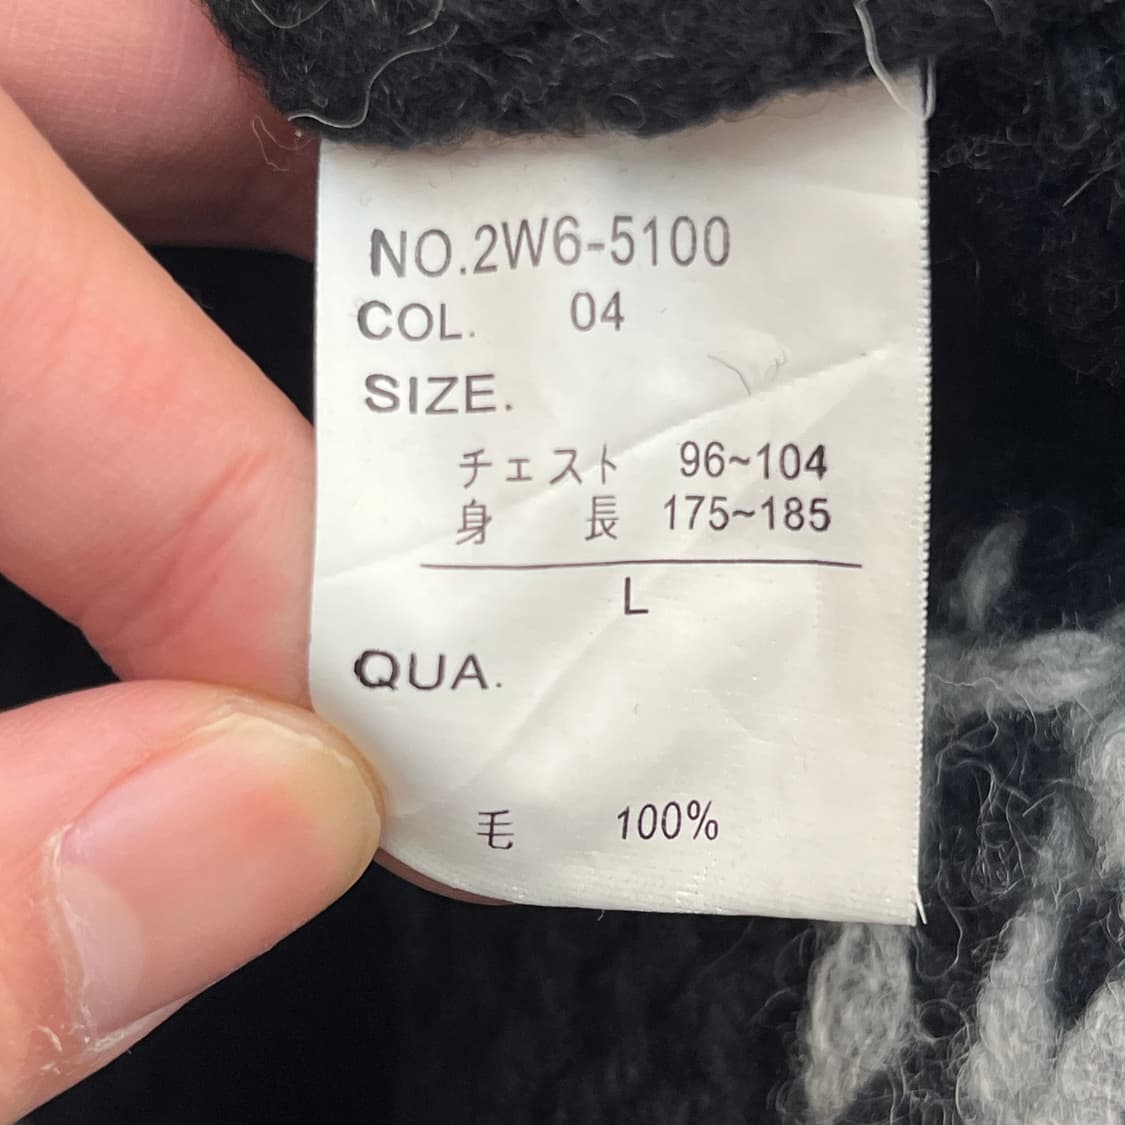 NO.2W6-5100
COL. 04
SIZE.
チェスト 96~104
身長 175~185
L
QUA.
毛 100%